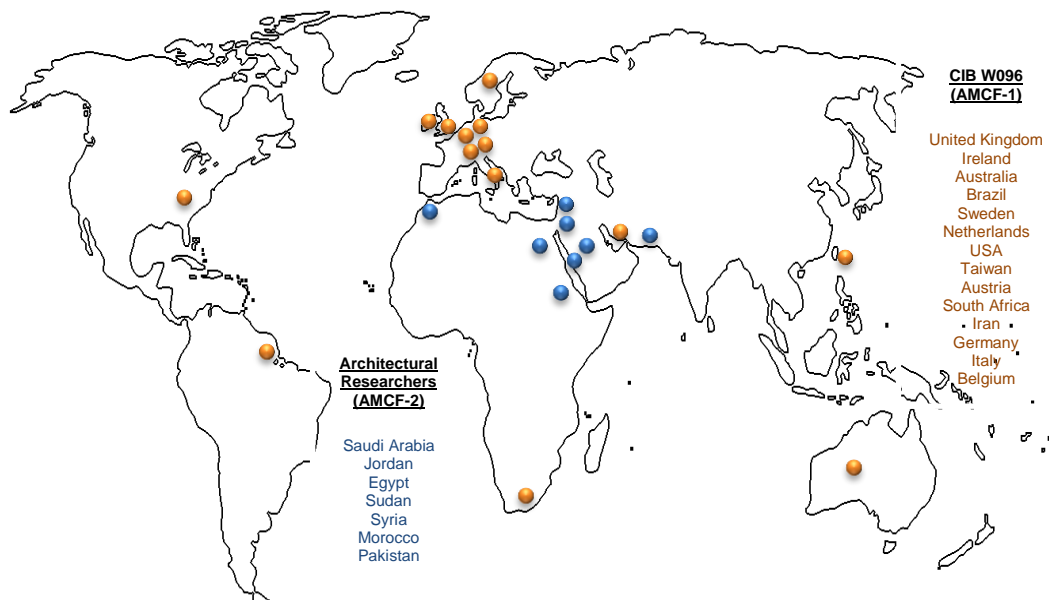 CIB W096
(AMCF-1)
United Kingdom
Ireland
Australia
Brazil
Sweden
Netherlands
USA
Taiwan
Austria
South Africa
Iran
Germany
Italy
Belgium
Architectural
Researchers
(AMCF-2)
Saudi Arabia
Jordan
Egypt
Sudan
Syria
Morocco
Pakistan